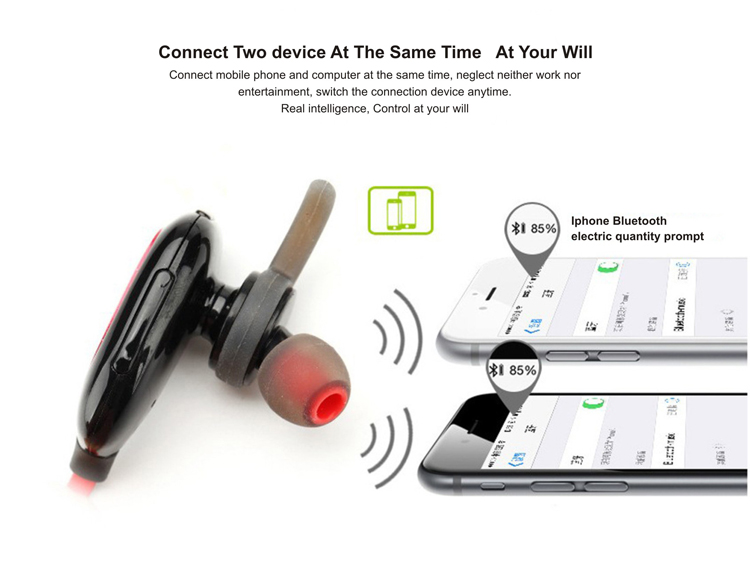 Connect Two device At The Same Time At Your Will
Connect mobile phone and computer at the same time, neglect neither work nor
entertainment, switch the connection device anytime.
Real intelligence, Control at your will
85%
Iphone Bluetooth
electric quantity prompt
85%